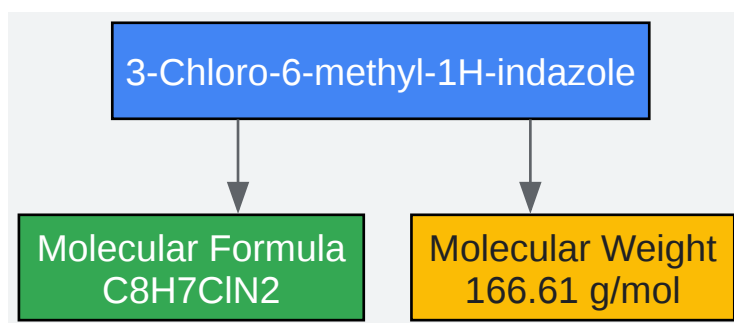 3-Chloro-6-methyl-1H-indazole
Molecular Formula
C8H7ClN2
Molecular Weight
166.61 g/mol